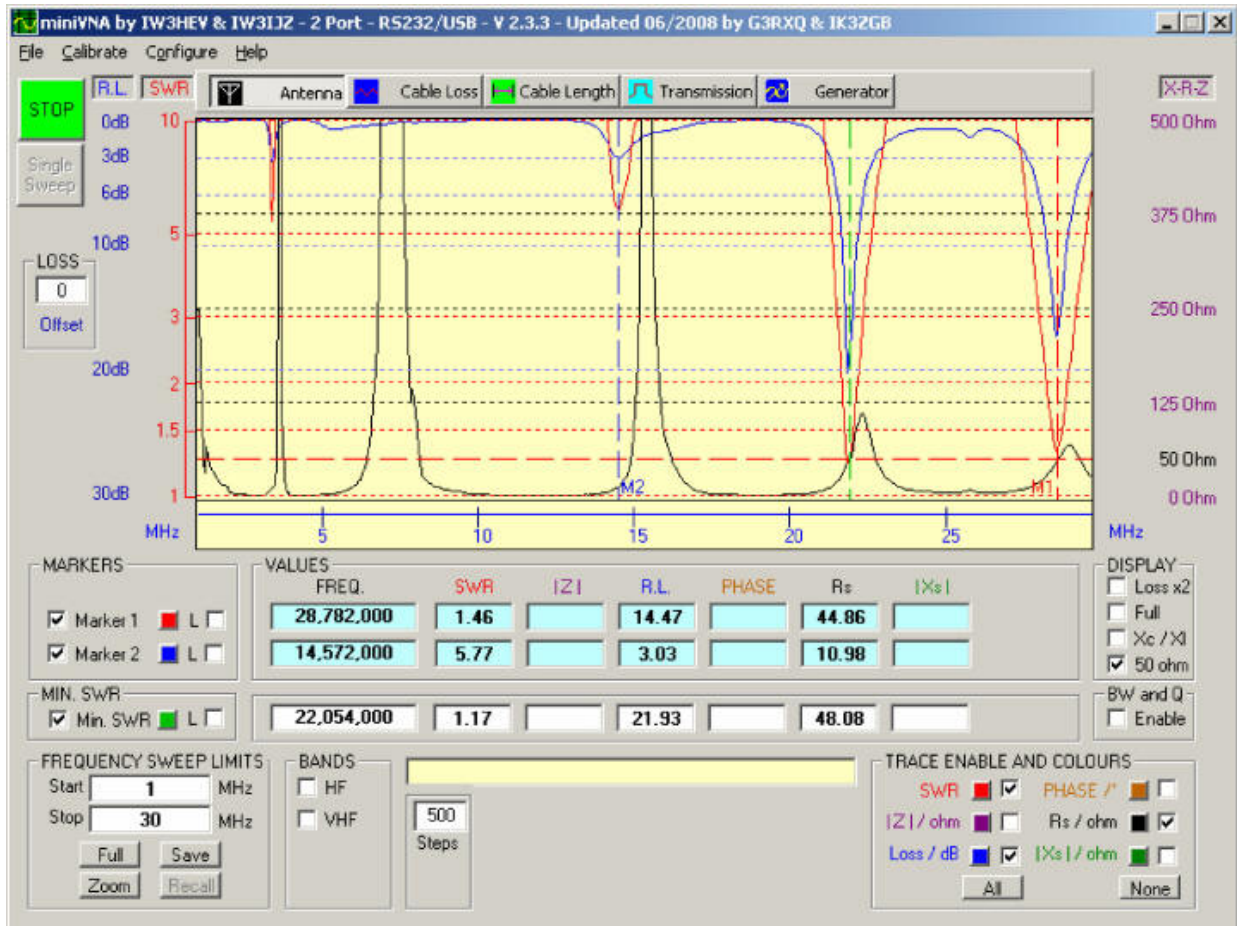 miniVNA by IW3HEV & IW3IJZ - 2 Port - RS232/USB - V 2.3.3 - Updated 06/2008 by G3RXQ & IK3ZGB
File Calibrate Configure Help
STOP R.L. SWR Antenna Cable Loss Cable Length Transmission Generator X-R-Z
0dB 10 500 Ohm
Single Sweep
3dB
6dB
375 Ohm
5
10dB
LOSS
0
Offset
250 Ohm
3
20dB
2
125 Ohm
1.5
50 Ohm
30dB 1 M2 M1 0 Ohm
MHz 5 10 15 20 25 MHz
MARKERS VALUES DISPLAY
FREQ. SWR |Z| R.L. PHASE Rs |Xs|
Loss x2
Marker 1 L 28,782,000 1.46 14.47 44.86
Full
Xc / Xl
Marker 2 L 14,572,000 5.77 3.03 10.98
50 ohm
MIN. SWR BW and Q
Min. SWR L 22,054,000 1.17 21.93 48.08 Enable
FREQUENCY SWEEP LIMITS BANDS TRACE ENABLE AND COLOURS
Start 1 MHz HF SWR PHASE /°
Stop 30 MHz VHF 500 |Z| / ohm Rs / ohm
Steps
Full Save Loss / dB |Xs| / ohm
Zoom Recall All None